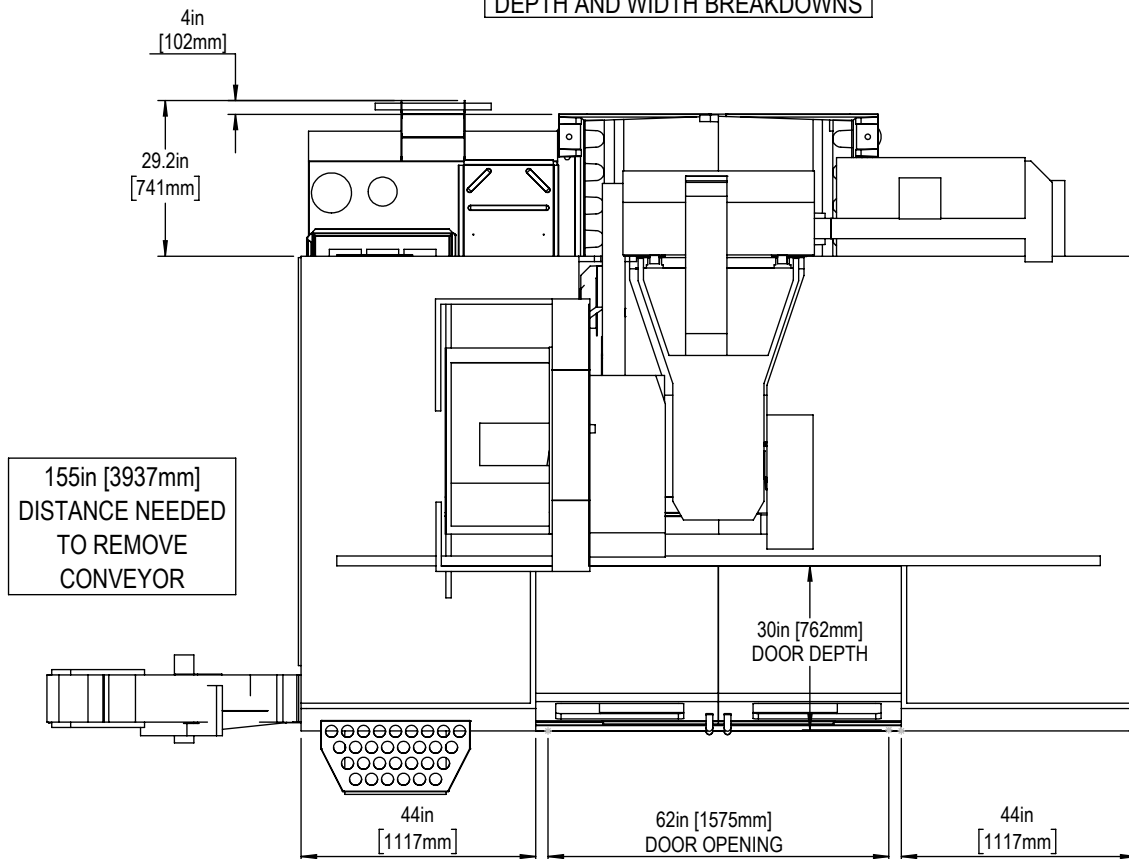 DEPTH AND WIDTH BREAKDOWNS
4in
[102mm]
29.2in
[741mm]
155in [3937mm]
DISTANCE NEEDED
TO REMOVE
CONVEYOR
30in [762mm]
DOOR DEPTH
44in
[1117mm]
62in [1575mm]
DOOR OPENING
44in
[1117mm]